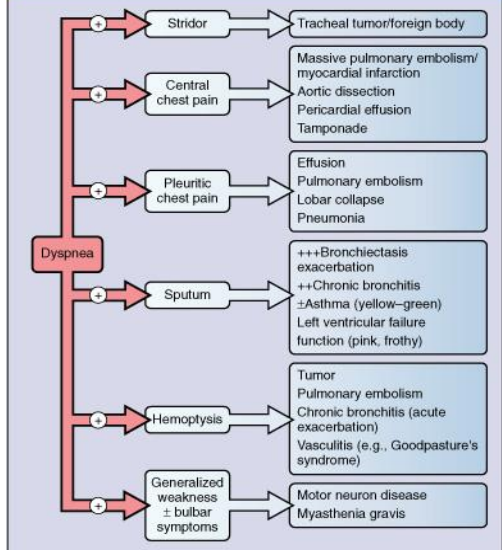 +
Stridor
Tracheal tumor/foreign body
+
Central
chest pain
Massive pulmonary embolism/
myocardial infarction
Aortic dissection
Pericardial effusion
Tamponade
+
Pleuritic
chest pain
Effusion
Pulmonary embolism
Lobar collapse
Pneumonia
Dyspnea
+
Sputum
+++Bronchiectasis
exacerbation
++Chronic bronchitis
±Asthma (yellow–green)
Left ventricular failure
function (pink, frothy)
+
Hemoptysis
Tumor
Pulmonary embolism
Chronic bronchitis (acute
exacerbation)
Vasculitis (e.g., Goodpasture's
syndrome)
+
Generalized
weakness
± bulbar
symptoms
Motor neuron disease
Myasthenia gravis